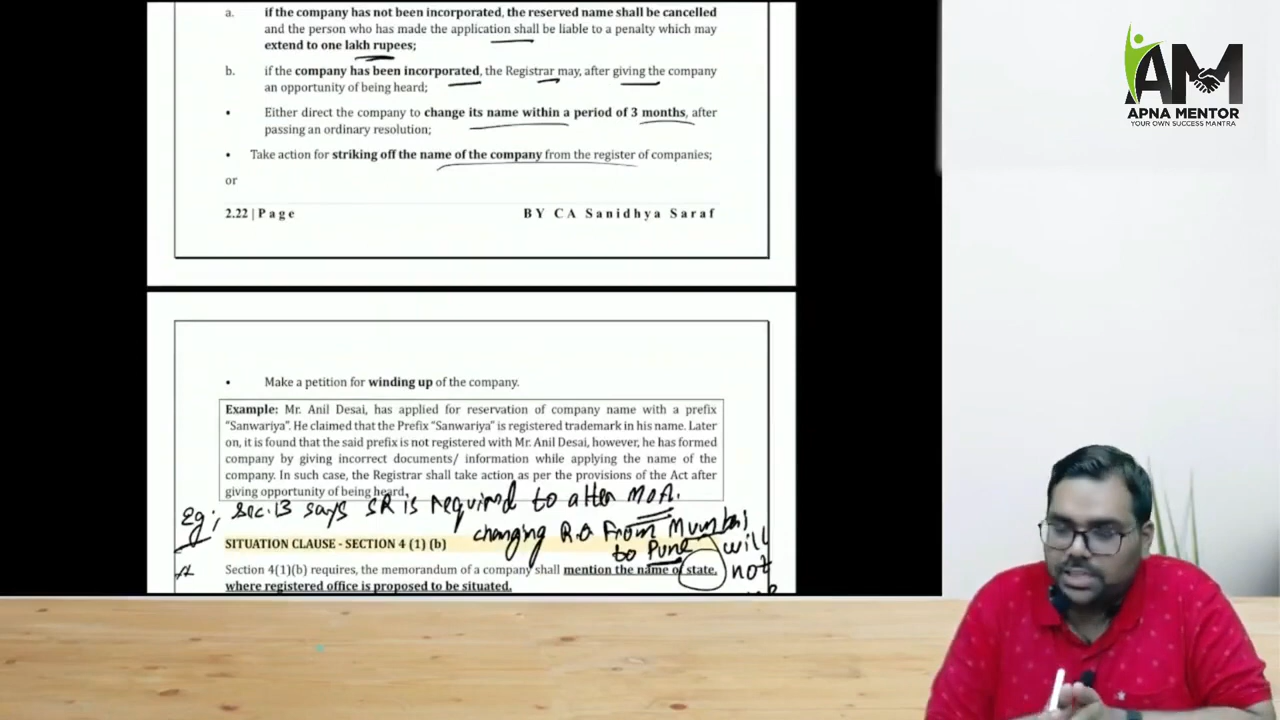 a. if the company has not been incorporated, the reserved name shall be cancelled
and the person who has made the application shall be liable to a penalty which may
extend to one lakh rupees;
b. if the company has been incorporated, the Registrar may, after giving the company
an opportunity of being heard;
• Either direct the company to change its name within a period of 3 months, after
passing an ordinary resolution;
• Take action for striking off the name of the company from the register of companies;
or
2.22 | Page BY CA Sanidhya Saraf
• Make a petition for winding up of the company.
Example: Mr. Anil Desai, has applied for reservation of company name with a prefix
"Sanwariya". He claimed that the Prefix "Sanwariya" is registered trademark in his name. Later
on, it is found that the said prefix is not registered with Mr. Anil Desai, however, he has formed
company by giving incorrect documents/ information while applying the name of the
company. In such case, the Registrar shall take action as per the provisions of the Act after
giving opportunity of being heard.
Eg; Sec.13 says SR is required to alter MOA.
changing R.O From Mumbai
to Pune will
not
SITUATION CLAUSE - SECTION 4 (1) (b)
Section 4(1)(b) requires, the memorandum of a company shall mention the name of state,
where registered office is proposed to be situated.
AM
APNA MENTOR
YOUR OWN SUCCESS MANTRA